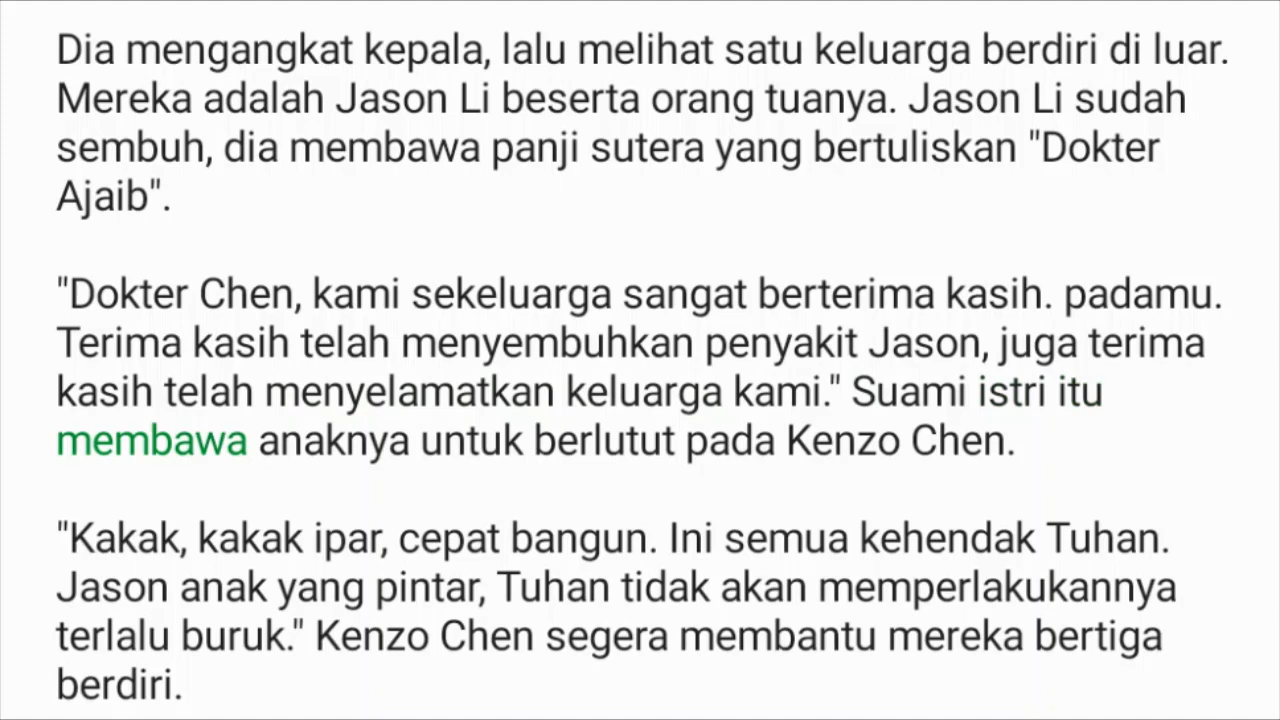 Dia mengangkat kepala, lalu melihat satu keluarga berdiri di luar.
Mereka adalah Jason Li beserta orang tuanya. Jason Li sudah
sembuh, dia membawa panji sutera yang bertuliskan "Dokter
Ajaib".
"Dokter Chen, kami sekeluarga sangat berterima kasih. padamu.
Terima kasih telah menyembuhkan penyakit Jason, juga terima
kasih telah menyelamatkan keluarga kami." Suami istri itu
membawa anaknya untuk berlutut pada Kenzo Chen.
"Kakak, kakak ipar, cepat bangun. Ini semua kehendak Tuhan.
Jason anak yang pintar, Tuhan tidak akan memperlakukannya
terlalu buruk." Kenzo Chen segera membantu mereka bertiga
berdiri.